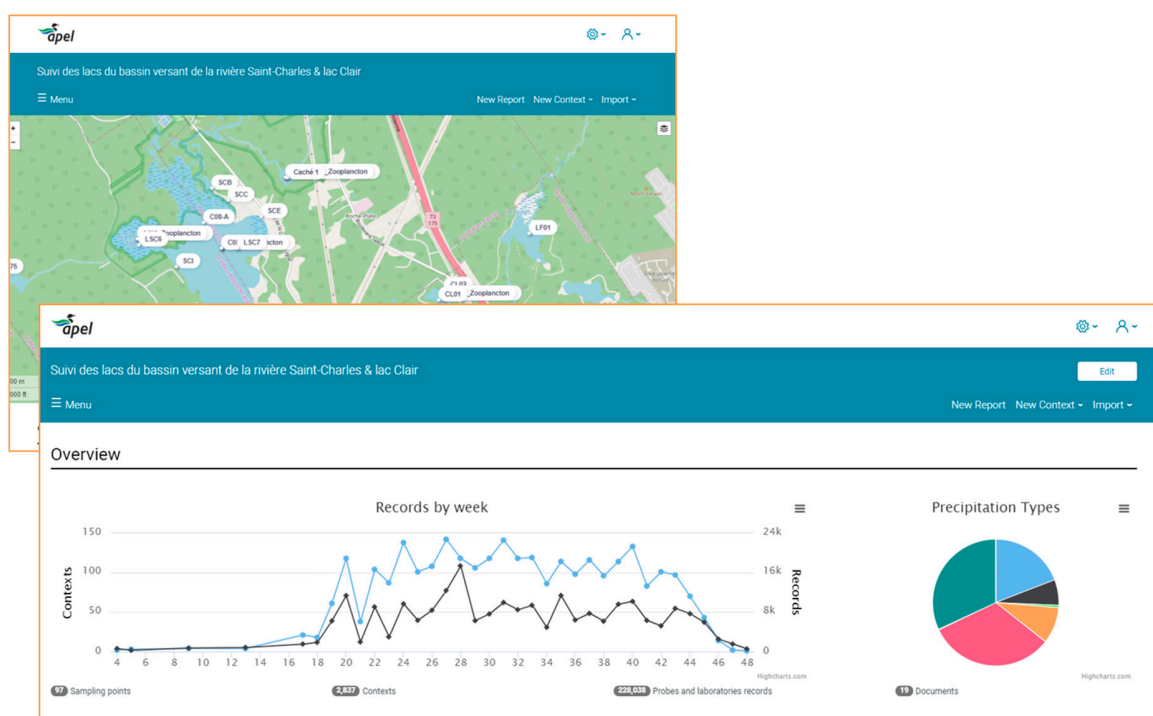 apel
Suivi des lacs du bassin versant de la rivière Saint-Charles & lac Clair
Menu
New Report New Context Import
+
−
Caché 1 _Zooplancton
SCB
SCC
SCE
C08-A
Zooplancton
LSC6
LSC7
SCI
Roche-Plate
73
175
LF01
CL03
CL01 Zooplancton
75
apel
Suivi des lacs du bassin versant de la rivière Saint-Charles & lac Clair
Edit
Menu
New Report New Context Import
Overview
Records by week
Contexts
150
100
50
0
24k
16k
8k
0
Records
4 6 8 10 12 14 16 18 20 22 24 26 28 30 32 34 36 38 40 42 44 46 48
Highcharts.com
97 Sampling points
2,837 Contexts
228,038 Probes and laboratories records
Precipitation Types
Highcharts.com
19 Documents